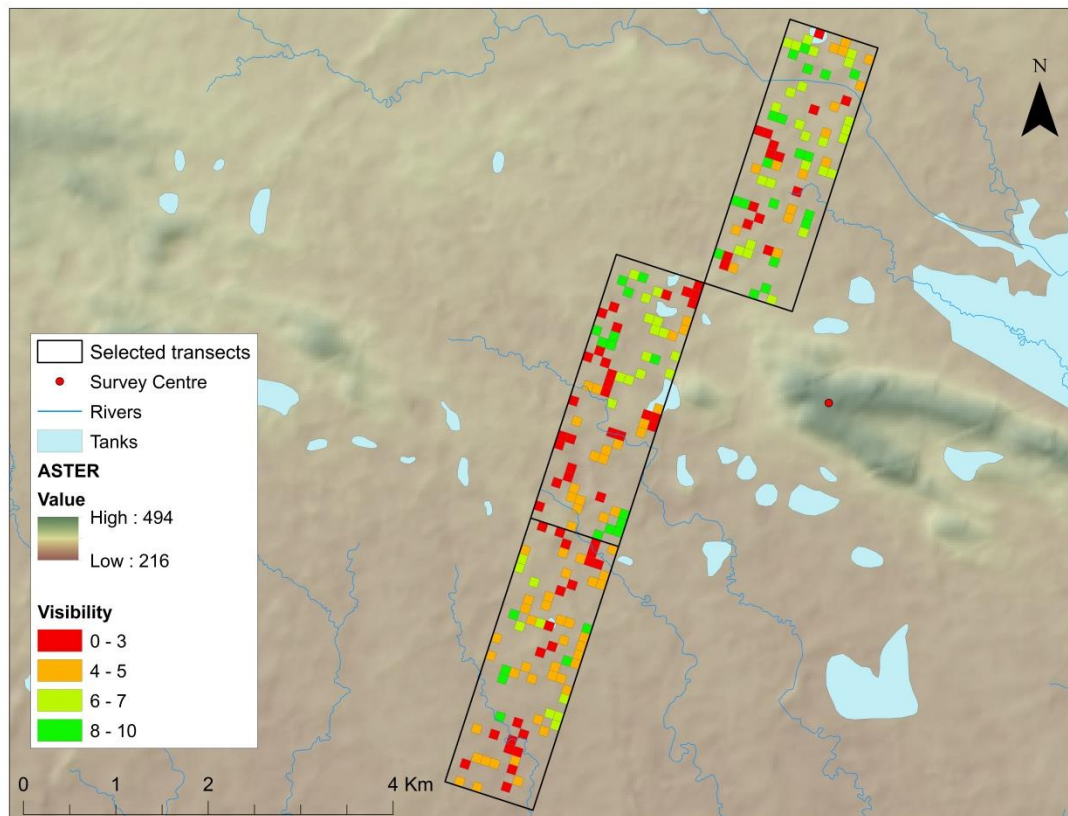 N
Selected transects
Survey Centre
Rivers
Tanks
ASTER
Value
High : 494
Low : 216
Visibility
0 - 3
4 - 5
6 - 7
8 - 10
0 1 2 4 Km